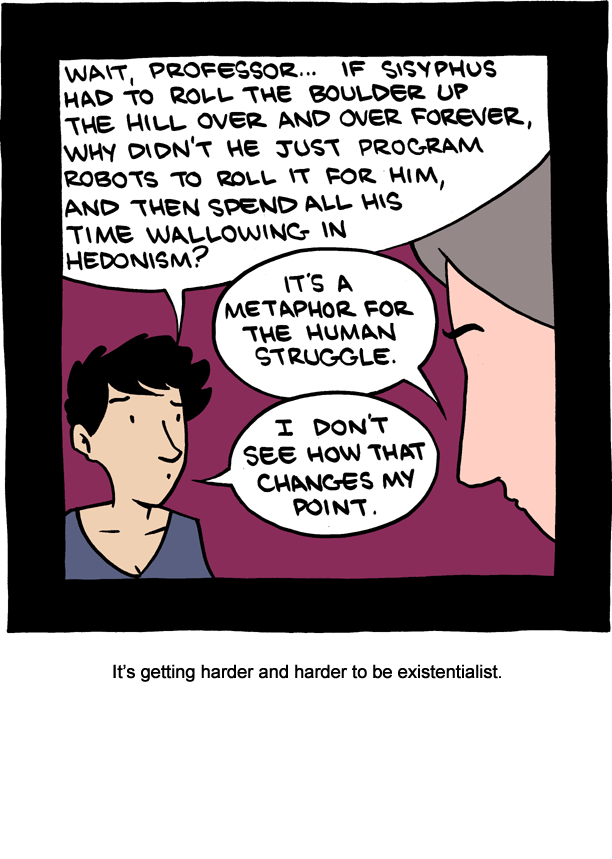 WAIT, PROFESSOR... IF SISYPHUS
HAD TO ROLL THE BOULDER UP
THE HILL OVER AND OVER FOREVER,
WHY DIDN'T HE JUST PROGRAM
ROBOTS TO ROLL IT FOR HIM,
AND THEN SPEND ALL HIS
TIME WALLOWING IN
HEDONISM?
IT'S A
METAPHOR FOR
THE HUMAN
STRUGGLE.
I DON'T
SEE HOW THAT
CHANGES MY
POINT.
It's getting harder and harder to be existentialist.